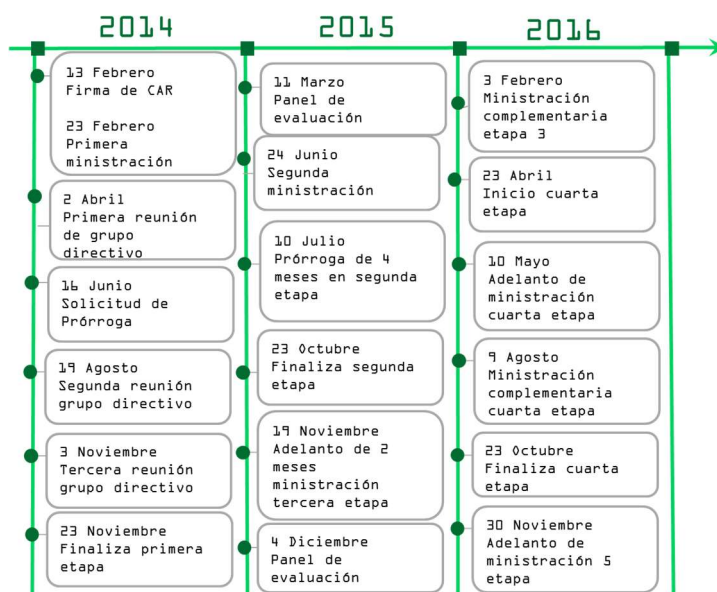 2014
13 Febrero
Firma de CAR
23 Febrero
Primera
ministración
2 Abril
Primera reunión
de grupo
directivo
16 Junio
Solicitud de
Prórroga
19 Agosto
Segunda reunión
grupo directivo
3 Noviembre
Tercera reunión
grupo directivo
23 Noviembre
Finaliza primera
etapa
2015
11 Marzo
Panel de
evaluación
24 Junio
Segunda
ministración
10 Julio
Prórroga de 4
meses en segunda
etapa
23 Octubre
Finaliza segunda
etapa
19 Noviembre
Adelanto de 2
meses
ministración
tercera etapa
4 Diciembre
Panel de
evaluación
2016
3 Febrero
Ministración
complementaria
etapa 3
23 Abril
Inicio cuarta
etapa
10 Mayo
Adelanto de
ministración
cuarta etapa
9 Agosto
Ministración
complementaria
cuarta etapa
23 Octubre
Finaliza cuarta
etapa
30 Noviembre
Adelanto de
ministración 5
etapa